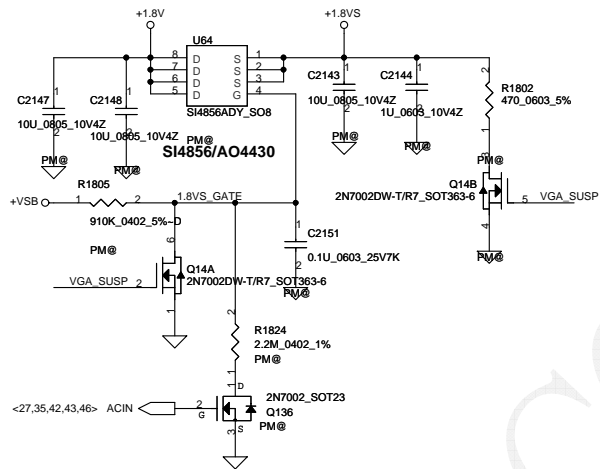 +1.8V
+1.8VS
U64
8 D S 1
7 D S 2
6 D S 3
5 D G 4
SI4856ADY_SO8
PM@
SI4856/AO4430
1
C2147
2
10U_0805_10V4Z
PM@
1
C2148
2
10U_0805_10V4Z
PM@
1
C2143
2
10U_0805_10V4Z
PM@
1
C2144
2
1U_0603_10V4Z
PM@
2
R1802
470_0603_5%
1
PM@
3
Q14B
2N7002DW-T/R7_SOT363-6
5
VGA_SUSP
4
PM@
+VSB
R1805
1
2
910K_0402_5%~D
PM@
1.8VS_GATE
1
C2151
2
0.1U_0603_25V7K
PM@
6
Q14A
2N7002DW-T/R7_SOT363-6
VGA_SUSP
2
1
2
R1824
2.2M_0402_1%
1
PM@
2N7002_SOT23
1
D
<27,35,42,43,46>
ACIN
2
G
Q136
3
S
PM@